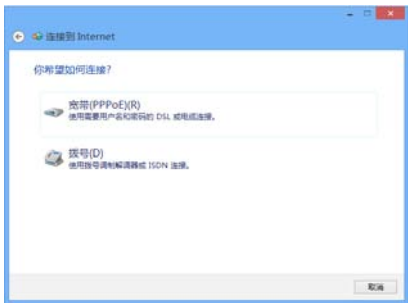 连接到 Internet
你希望如何连接?
宽带(PPPoE)(R)
使用需要用户名和密码的 DSL 或电缆连接。
拨号(D)
使用拨号调制解调器或 ISDN 连接。
取消